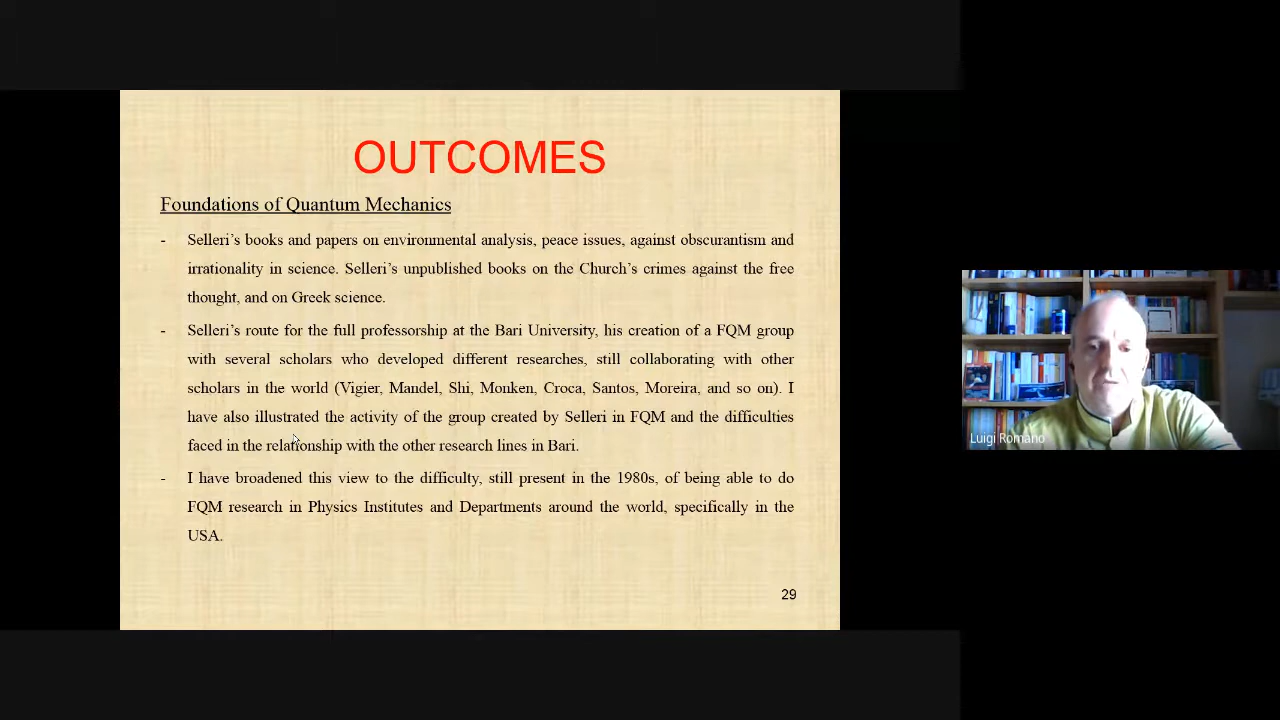 OUTCOMES
Foundations of Quantum Mechanics
- Selleri’s books and papers on environmental analysis, peace issues, against obscurantism and
irrationality in science. Selleri’s unpublished books on the Church’s crimes against the free
thought, and on Greek science.
- Selleri’s route for the full professorship at the Bari University, his creation of a FQM group
with several scholars who developed different researches, still collaborating with other
scholars in the world (Vigier, Mandel, Shi, Monken, Croca, Santos, Moreira, and so on). I
have also illustrated the activity of the group created by Selleri in FQM and the difficulties
faced in the relationship with the other research lines in Bari.
- I have broadened this view to the difficulty, still present in the 1980s, of being able to do
FQM research in Physics Institutes and Departments around the world, specifically in the
USA.
29
Luigi Romano